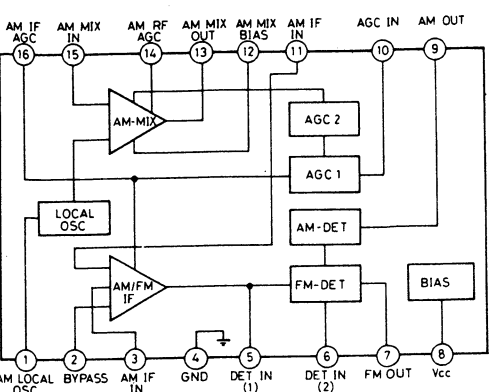 AM IF AGC
AM MIX IN
AM RF AGC
AM MIX OUT
AM MIX BIAS
AM IF IN
AGC IN
AM OUT
16
15
14
13
12
11
10
9
AM-MIX
AGC 2
AGC 1
LOCAL OSC
AM-DET
AM/FM IF
FM-DET
BIAS
1
2
3
4
5
6
7
8
AM LOCAL OSC
BYPASS
AM IF IN
GND
DET IN (1)
DET IN (2)
FM OUT
Vcc